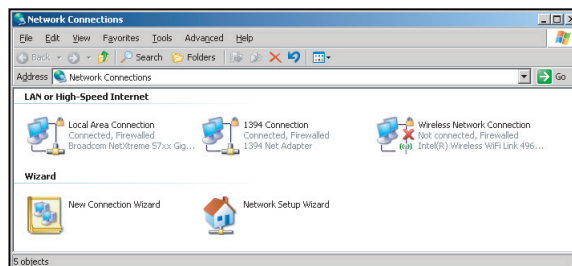 Network Connections
File Edit View Favorites Tools Advanced Help
Back Search Folders
Address Network Connections Go
LAN or High-Speed Internet
Local Area Connection
Connected, Firewalled
Broadcom NetXtreme 57xx Gig...
1394 Connection
Connected, Firewalled
1394 Net Adapter
Wireless Network Connection
Not connected, Firewalled
Intel(R) Wireless WiFi Link 496...
Wizard
New Connection Wizard
Network Setup Wizard
5 objects